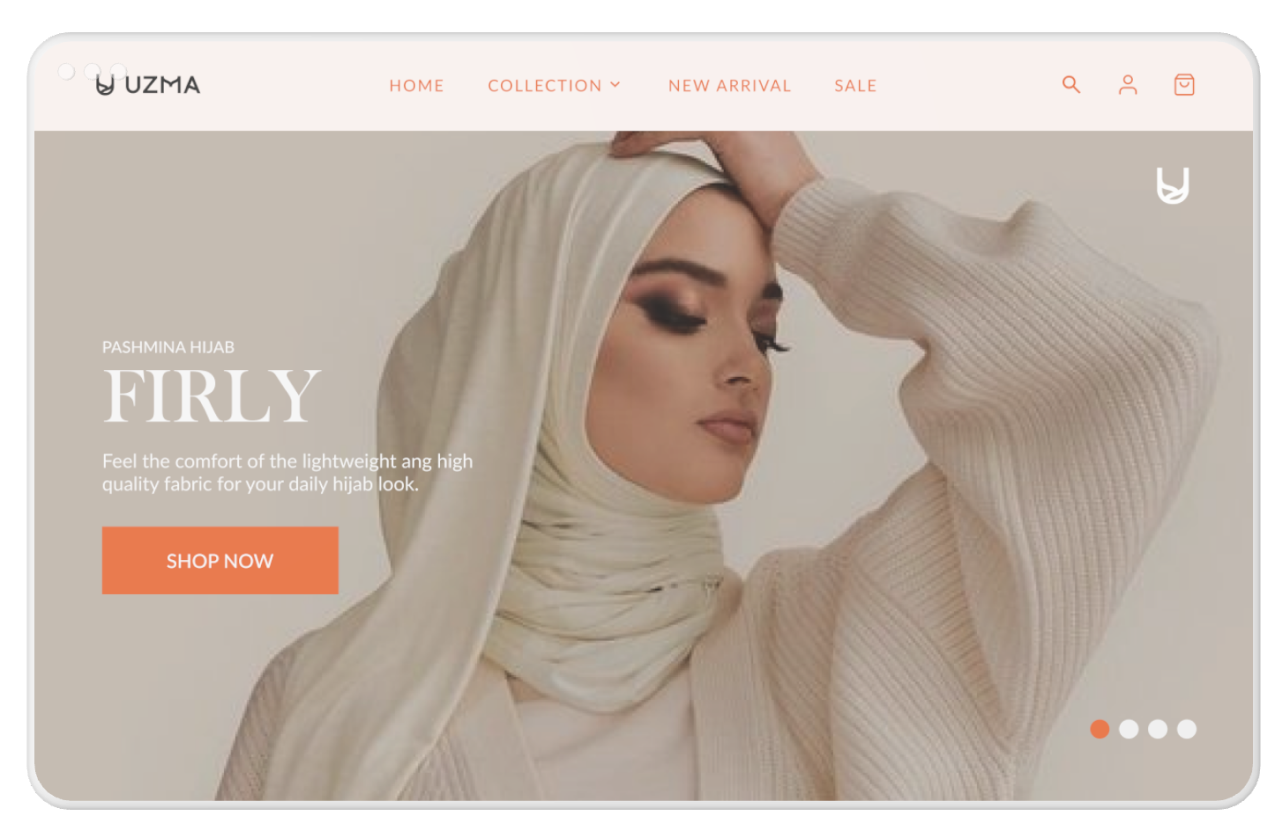 UZMA
HOME COLLECTION NEW ARRIVAL SALE
PASHMINA HIJAB
FIRLY
Feel the comfort of the lightweight ang high
quality fabric for your daily hijab look.
SHOP NOW